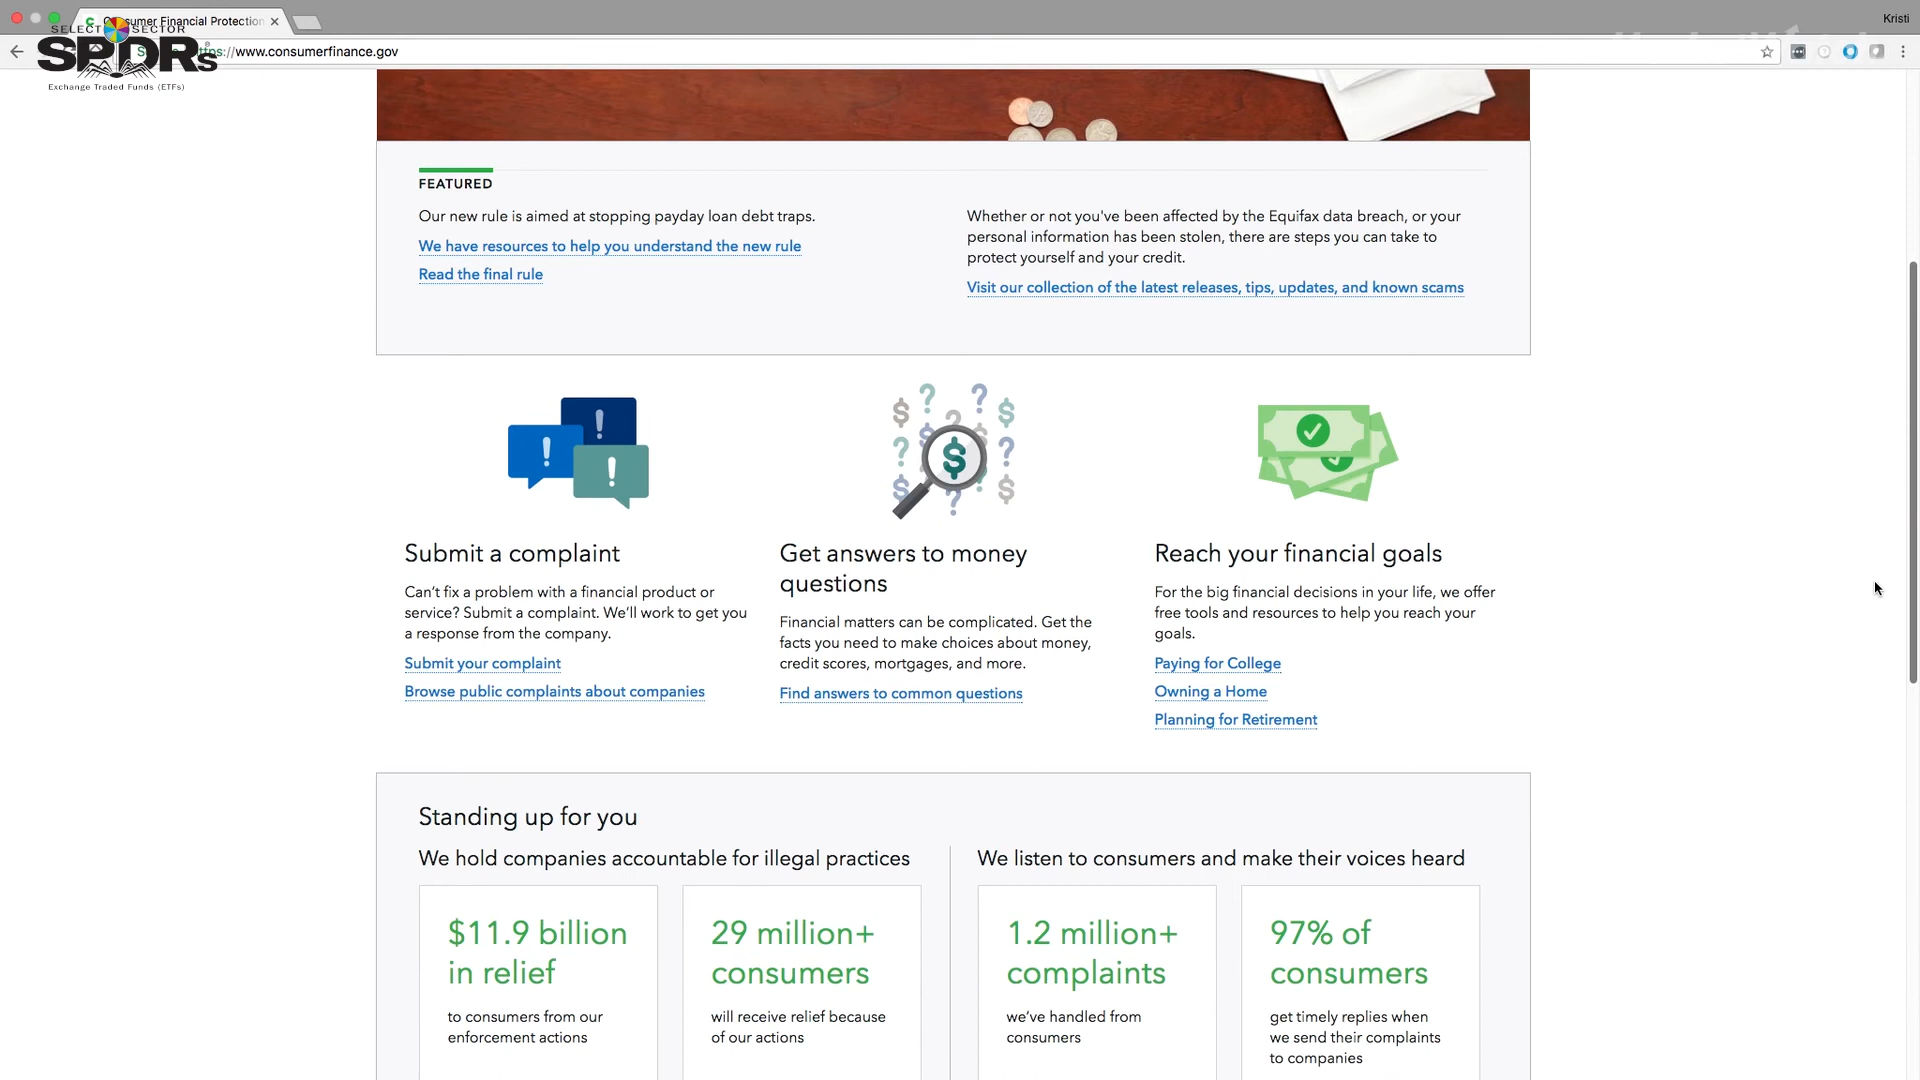 Consumer Financial Protection
Kristi
SELECT SECTOR
SPDRs
Exchange Traded Funds (ETFs)
https://www.consumerfinance.gov
FEATURED
Our new rule is aimed at stopping payday loan debt traps.
We have resources to help you understand the new rule
Read the final rule
Whether or not you've been affected by the Equifax data breach, or your
personal information has been stolen, there are steps you can take to
protect yourself and your credit.
Visit our collection of the latest releases, tips, updates, and known scams
Submit a complaint
Can't fix a problem with a financial product or
service? Submit a complaint. We'll work to get you
a response from the company.
Submit your complaint
Browse public complaints about companies
Get answers to money
questions
Financial matters can be complicated. Get the
facts you need to make choices about money,
credit scores, mortgages, and more.
Find answers to common questions
Reach your financial goals
For the big financial decisions in your life, we offer
free tools and resources to help you reach your
goals.
Paying for College
Owning a Home
Planning for Retirement
Standing up for you
We hold companies accountable for illegal practices
$11.9 billion
in relief
to consumers from our
enforcement actions
29 million+
consumers
will receive relief because
of our actions
We listen to consumers and make their voices heard
1.2 million+
complaints
we've handled from
consumers
97% of
consumers
get timely replies when
we send their complaints
to companies